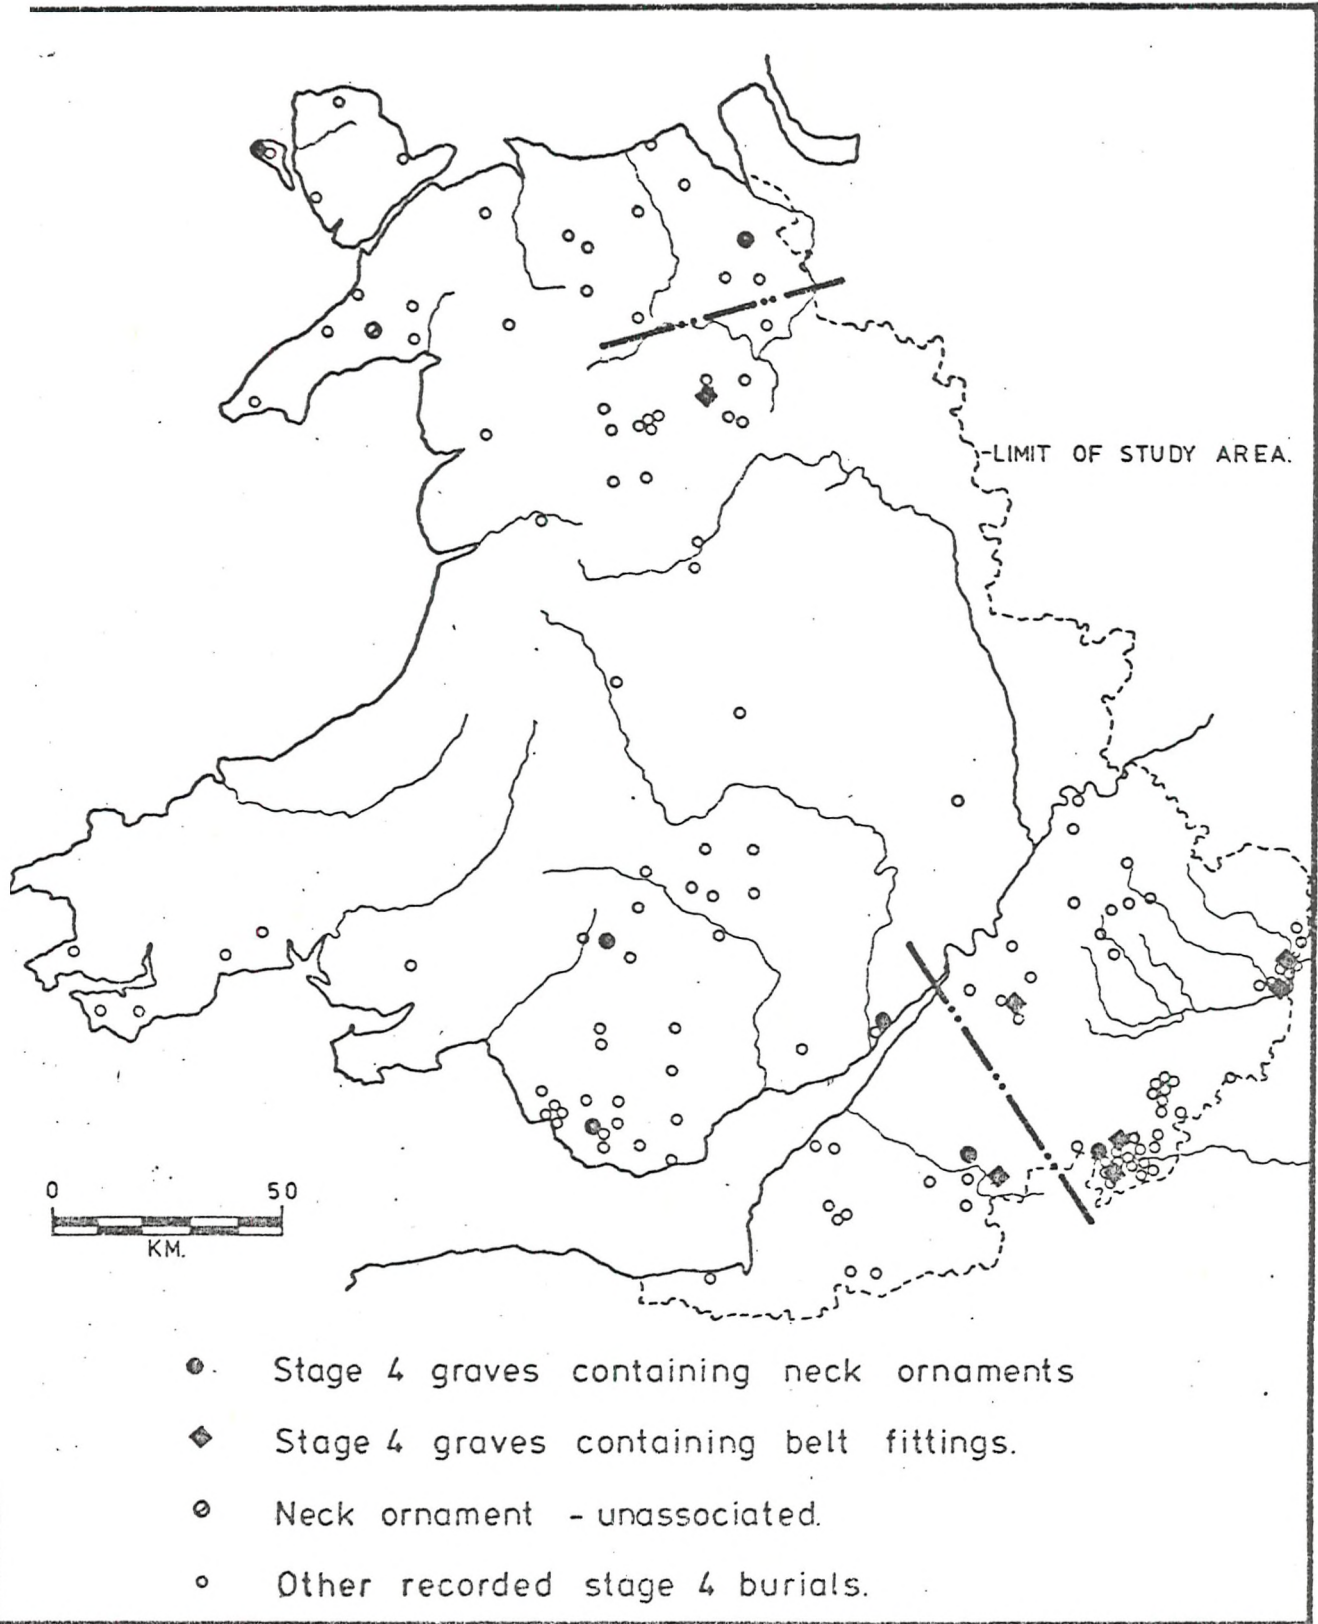 -LIMIT OF STUDY AREA.
0 50
KM.
Stage 4 graves containing neck ornaments
Stage 4 graves containing belt fittings.
Neck ornament - unassociated.
Other recorded stage 4 burials.